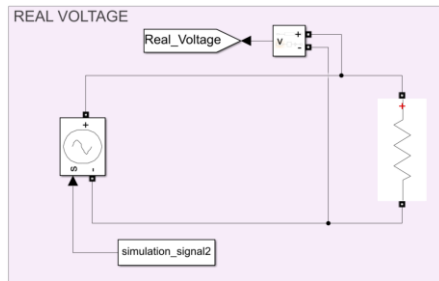 REAL VOLTAGE
Real_Voltage
v + -
+
s -
+
simulation_signal2